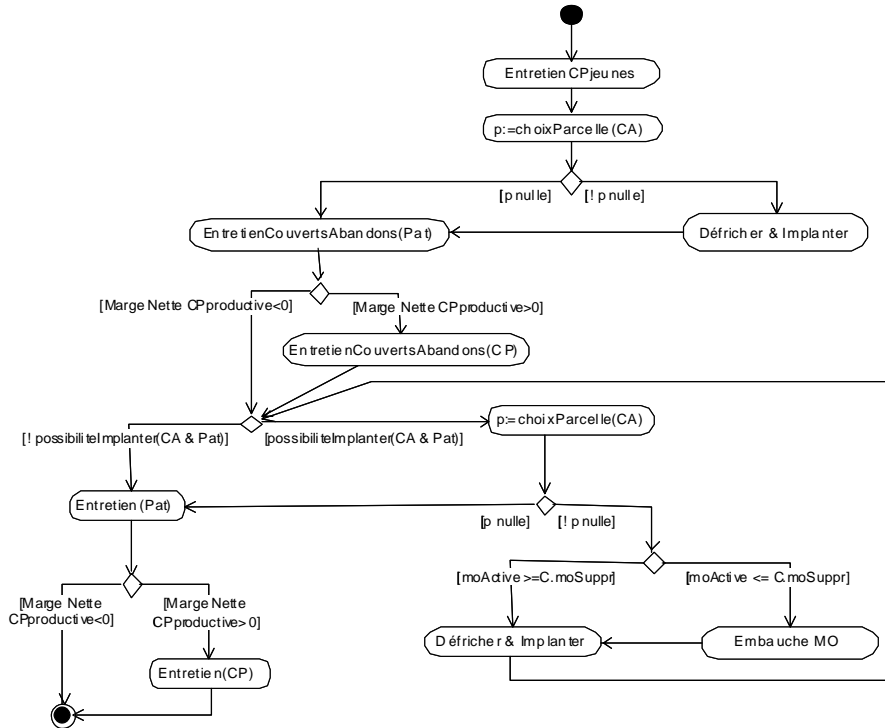 Entretien CPjeunes
p:=choixParcelle(CA)
[p nulle]
[! p nulle]
EntretienCouvertsAbandons(Pat)
Défricher & Implanter
[Marge Nette CPproductive<0]
[Marge Nette CPproductive>0]
EntretienCouvertsAbandons(CP)
p:=choixParcelle(CA)
[! possibiliteImplanter(CA & Pat)]
[possibiliteImplanter(CA & Pat)]
Entretien(Pat)
[p nulle]
[! p nulle]
[moActive >=C.moSuppr]
[moActive <= C.moSuppr]
[Marge Nette
CPproductive<0]
[Marge Nette
CPproductive>0]
Défricher & Implanter
Embauche MO
Entretien(CP)